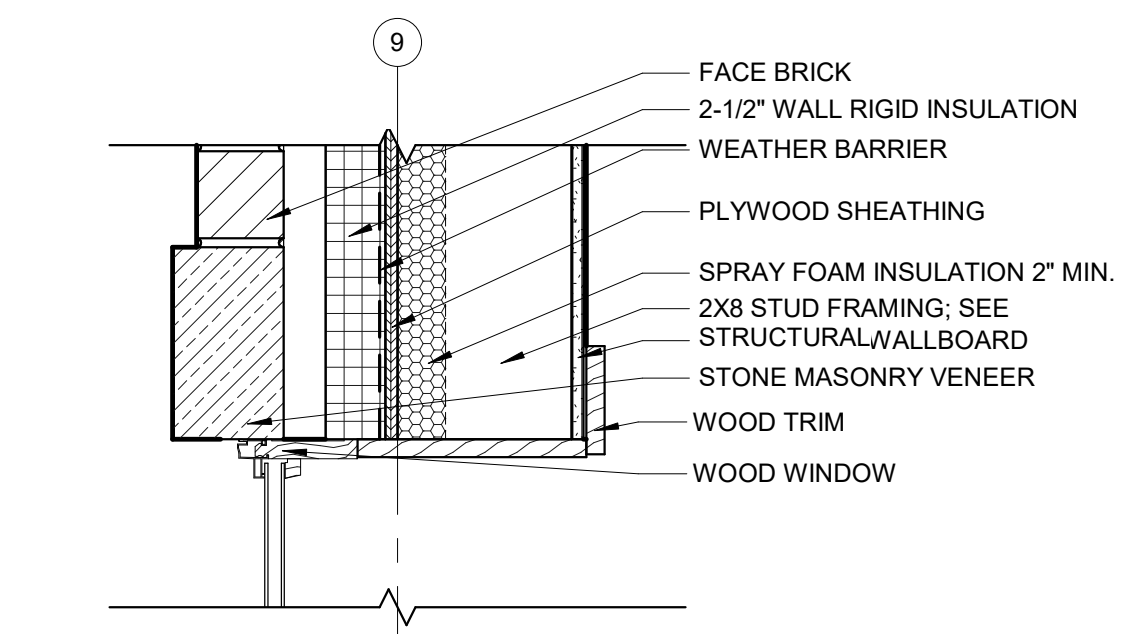 9
FACE BRICK
2-1/2" WALL RIGID INSULATION
WEATHER BARRIER
PLYWOOD SHEATHING
SPRAY FOAM INSULATION 2" MIN.
2X8 STUD FRAMING; SEE
STRUCTURAL
WALLBOARD
STONE MASONRY VENEER
WOOD TRIM
WOOD WINDOW